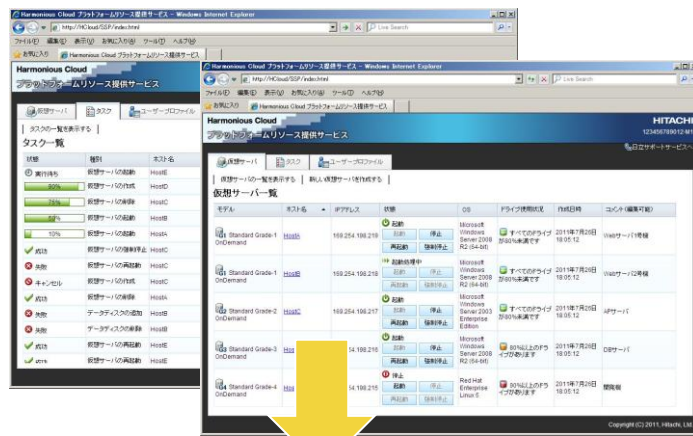 Harmonious Cloud プラットフォームリソース提供サービス - Windows Internet Explorer
http://HCloud/SSP/index.html
Live Search
ファイル(F) 編集(E) 表示(V) お気に入り(A) ツール(T) ヘルプ(H)
お気に入り
Harmonious Cloud プラットフォームリソース提供サービス
Harmonious Cloud
プラットフォームリソース提供サービス
仮想サーバ タスク ユーザープロファイル
タスクの一覧を表示する
タスク一覧
状態 種別 ホスト名
実行待ち 仮想サーバの起動 HostE
90% 仮想サーバの作成 HostD
75% 仮想サーバの削除 HostC
50% 仮想サーバの起動 HostB
10% 仮想サーバの起動 HostA
成功 仮想サーバの強制停止 HostC
失敗 仮想サーバの再起動 HostC
キャンセル 仮想サーバの作成 HostC
成功 仮想サーバの削除 HostA
失敗 データディスクの追加 HostB
失敗 データディスクの削除 HostB
成功 仮想サーバの再起動 HostE
成功 仮想サーバの再起動 HostE
Harmonious Cloud プラットフォームリソース提供サービス - Windows Internet Explorer
http://HCloud/SSP/index.html
Live Search
ファイル(F) 編集(E) 表示(V) お気に入り(A) ツール(T) ヘルプ(H)
お気に入り
Harmonious Cloud プラットフォームリソース提供サービス
Harmonious Cloud
HITACHI
プラットフォームリソース提供サービス
123456789012-M1
日立サポートサービスへ
仮想サーバ タスク ユーザープロファイル
仮想サーバの一覧を表示する 新しい仮想サーバを作成する
仮想サーバ一覧
モデル ホスト名 IPアドレス 状態 OS ドライブ使用状況 作成日時 コメント(編集可能)
Standard Grade-1 OnDemand HostA 169.254.198.219 起動 起動 停止 再起動 強制停止 Microsoft Windows Server 2008 R2 (64-bit) すべてのドライブが80%未満です 2011年7月26日 18:05:12 Webサーバ1号機
Standard Grade-1 OnDemand HostB 169.254.198.218 起動処理中 起動 停止 再起動 強制停止 Microsoft Windows Server 2008 R2 (64-bit) すべてのドライブが80%未満です 2011年7月26日 18:05:12 Webサーバ2号機
Standard Grade-2 OnDemand HostC 169.254.198.217 起動 起動 停止 再起動 強制停止 Microsoft Windows Server 2003 Enterprise Edition すべてのドライブが80%未満です 2011年7月26日 18:05:12 APサーバ
Standard Grade-3 OnDemand 起動 起動 停止 再起動 強制停止 Microsoft Windows Server 2008 R2 (64-bit) 80%以上のドライブがあります 2011年7月26日 18:05:12 DBサーバ
Standard Grade-4 OnDemand 停止 起動 停止 再起動 強制停止 Red Hat Enterprise Linux 5 90%以上のドライブがあります 2011年7月26日 18:05:12 開発機
Copyright (C) 2011, Hitachi, Ltd.